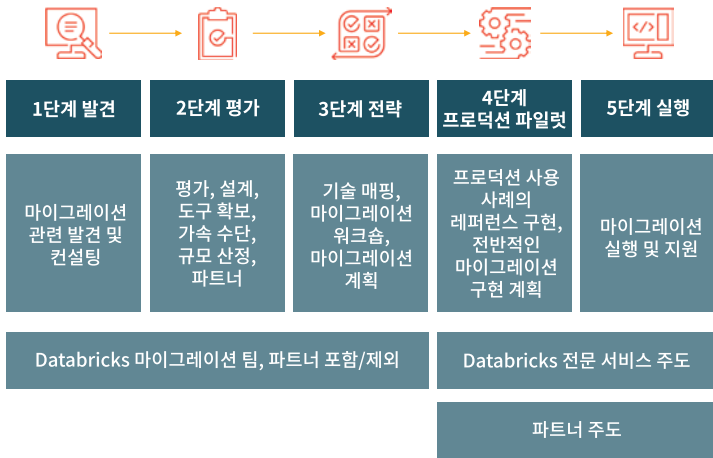 1단계 발견
2단계 평가
3단계 전략
4단계
프로덕션 파일럿
5단계 실행
마이그레이션
관련 발견 및
컨설팅
평가, 설계,
도구 확보,
가속 수단,
규모 산정,
파트너
기술 매핑,
마이그레이션
워크숍,
마이그레이션
계획
프로덕션 사용
사례의
레퍼런스 구현,
전반적인
마이그레이션
구현 계획
마이그레이션
실행 및 지원
Databricks 마이그레이션 팀, 파트너 포함/제외
Databricks 전문 서비스 주도
파트너 주도